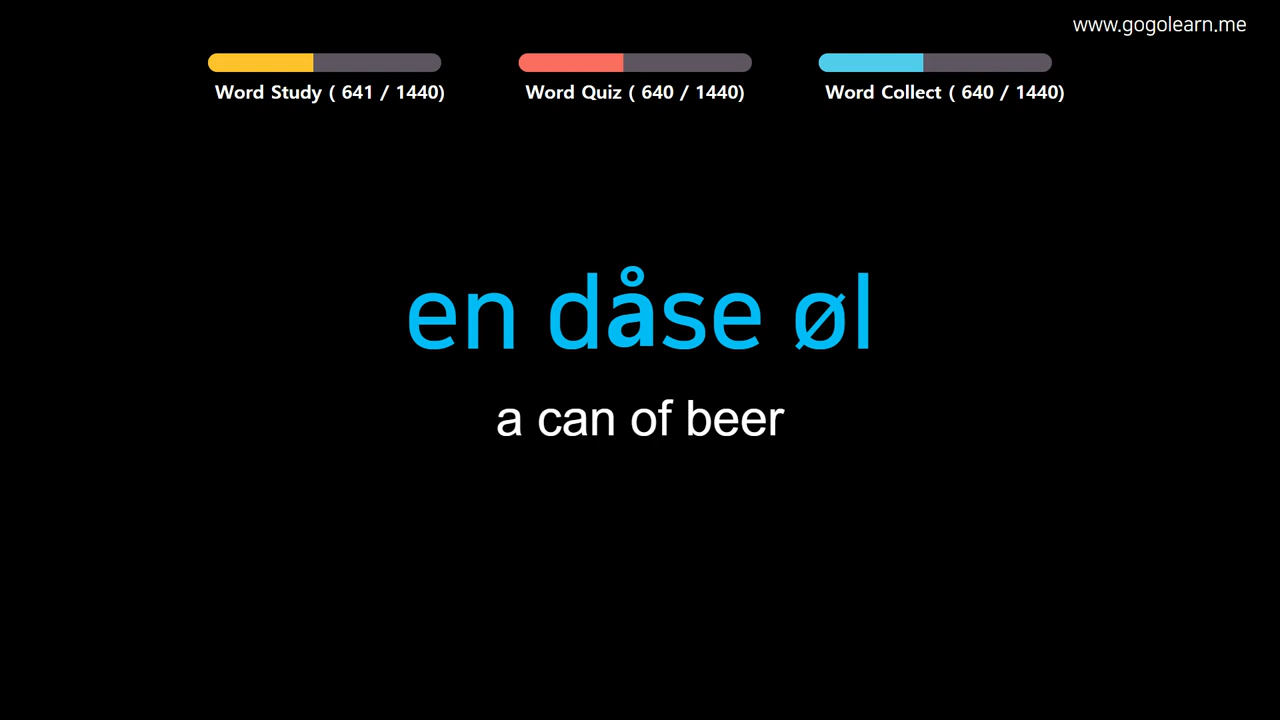 www.gogolearn.me
Word Study ( 641 / 1440)
Word Quiz ( 640 / 1440)
Word Collect ( 640 / 1440)
en dåse øl
a can of beer